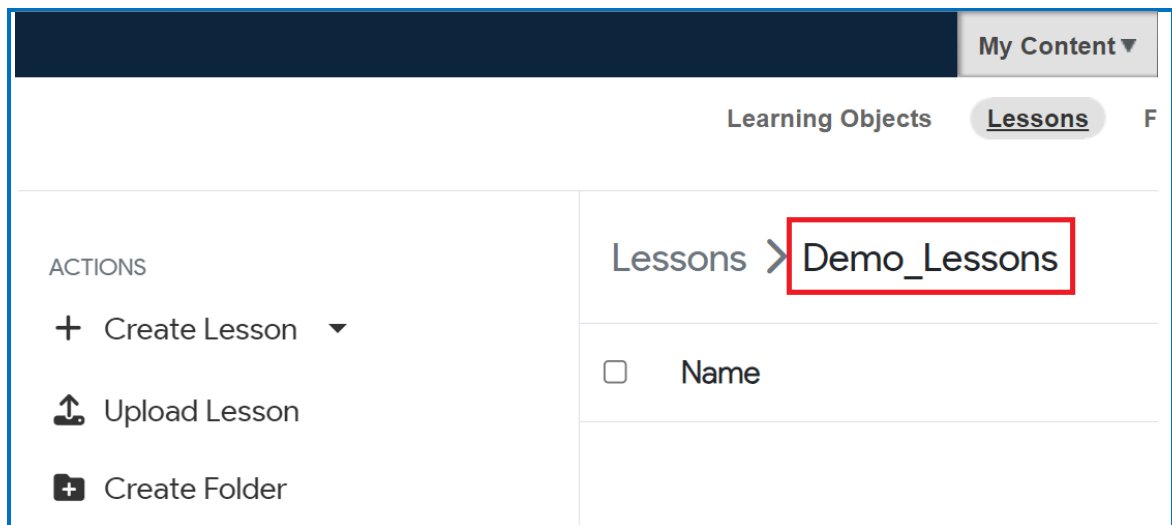 My Content▼
Learning Objects Lessons F
ACTIONS
Lessons > Demo_Lessons
+ Create Lesson ▼
Name
Upload Lesson
Create Folder